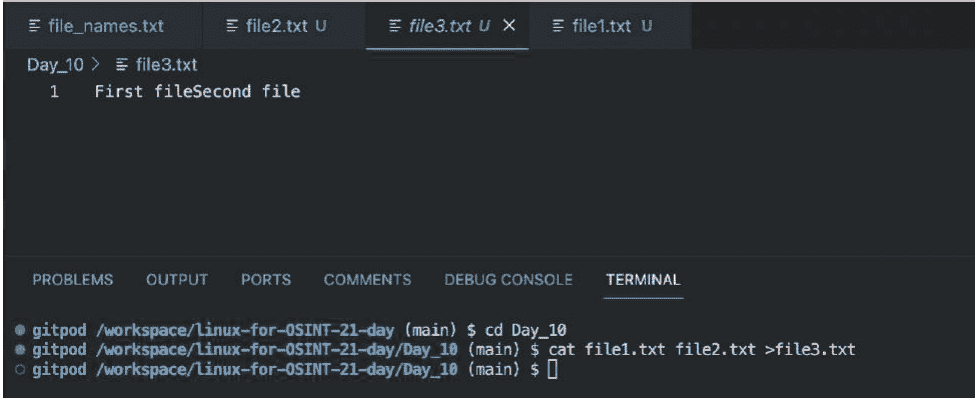 file_names.txt file2.txt U file3.txt U × file1.txt U
Day_10 > file3.txt
1 First fileSecond file
PROBLEMS OUTPUT PORTS COMMENTS DEBUG CONSOLE TERMINAL
gitpod /workspace/linux-for-OSINT-21-day (main) $ cd Day_10
gitpod /workspace/linux-for-OSINT-21-day/Day_10 (main) $ cat file1.txt file2.txt >file3.txt
gitpod /workspace/linux-for-OSINT-21-day/Day_10 (main) $